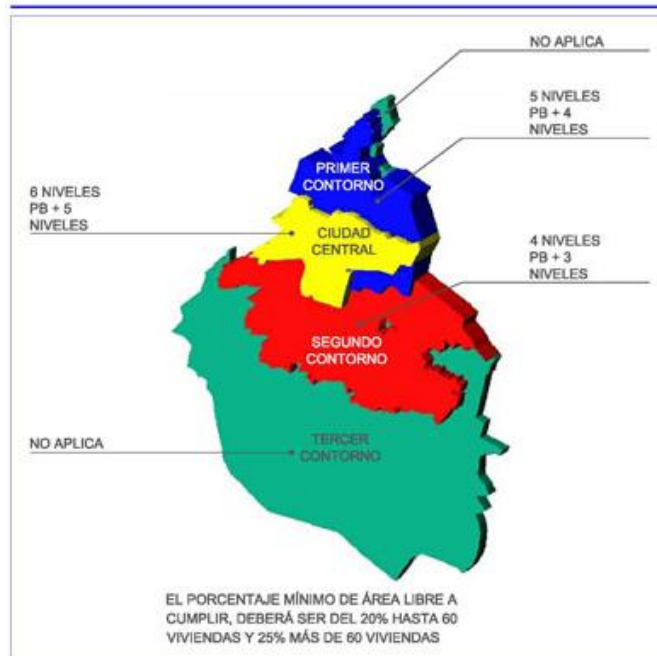 NO APLICA
5 NIVELES
PB + 4
NIVELES
PRIMER
CONTORNO
6 NIVELES
PB + 5
NIVELES
CIUDAD
CENTRAL
4 NIVELES
PB + 3
NIVELES
SEGUNDO
CONTORNO
NO APLICA
TERCER
CONTORNO
EL PORCENTAJE MÍNIMO DE ÁREA LIBRE A
CUMPLIR, DEBERÁ SER DEL 20% HASTA 60
VIVIENDAS Y 25% MÁS DE 60 VIVIENDAS